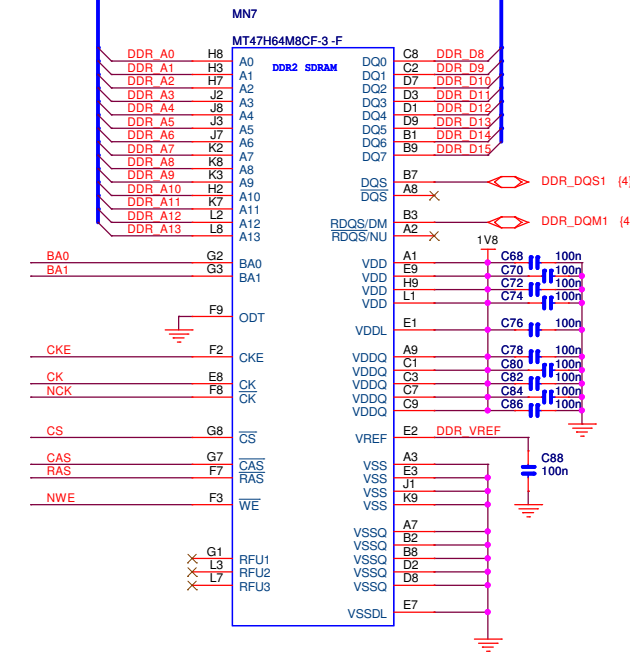 MN7
MT47H64M8CF-3 -F
DDR2 SDRAM
DDR_A0 H8 A0 DQ0 C8 DDR_D8
DDR_A1 H3 A1 DQ1 C2 DDR_D9
DDR_A2 H7 A2 DQ2 D7 DDR_D10
DDR_A3 J2 A3 DQ3 D3 DDR_D11
DDR_A4 J8 A4 DQ4 D1 DDR_D12
DDR_A5 J3 A5 DQ5 D9 DDR_D13
DDR_A6 J7 A6 DQ6 B1 DDR_D14
DDR_A7 K2 A7 DQ7 B9 DDR_D15
DDR_A8 K8 A8
DDR_A9 K3 A9 DQS B7 DDR_DQS1 {4}
DDR_A10 H2 A10 DQS A8
DDR_A11 K7 A11
DDR_A12 L2 A12 RDQS/DM B3 DDR_DQM1 {4
DDR_A13 L8 A13 RDQS/NU A2
1V8
BA0 G2 BA0 VDD A1 C68 100n
BA1 G3 BA1 VDD E9 C70 100n
VDD H9 C72 100n
VDD L1 C74 100n
F9 ODT
VDDL E1 C76 100n
CKE F2 CKE VDDQ A9 C78 100n
VDDQ C1 C80 100n
CK E8 CK VDDQ C3 C82 100n
NCK F8 CK VDDQ C7 C84 100n
VDDQ C9 C86 100n
CS G8 CS VREF E2 DDR_VREF
C88
100n
CAS G7 CAS VSS A3
RAS F7 RAS VSS E3
VSS J1
NWE F3 WE VSS K9
VSSQ A7
VSSQ B2
G1 RFU1 VSSQ B8
L3 RFU2 VSSQ D2
L7 RFU3 VSSQ D8
VSSDL E7